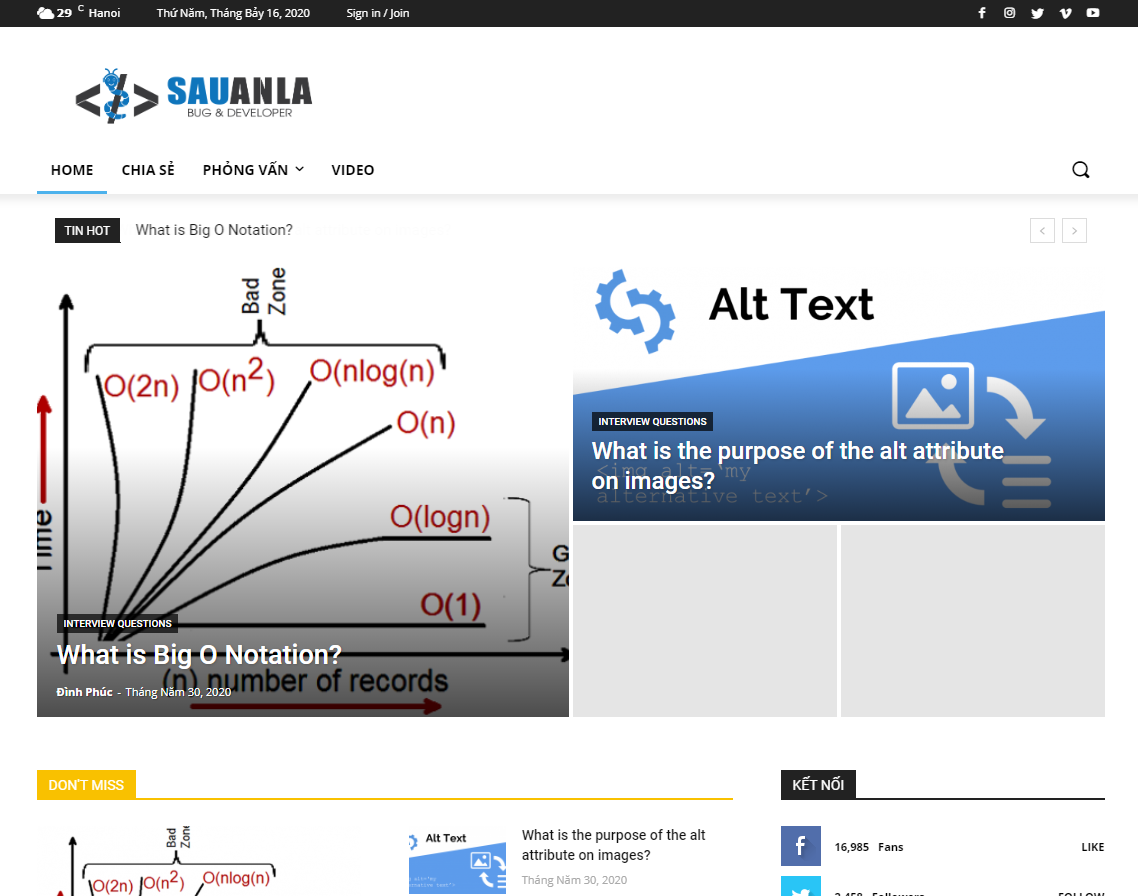 29 C Hanoi Thứ Năm, Tháng Bảy 16, 2020 Sign in / Join
SAUANLA
BUG & DEVELOPER
HOME CHIA SẺ PHỎNG VẤN VIDEO
TIN HOT What is Big O Notation?
Bad
Zone
O(2n) O(n2) O(nlog(n)
O(n)
O(logn)
O(1)
Time
(n) number of records
INTERVIEW QUESTIONS
What is Big O Notation?
Đình Phúc - Tháng Năm 30, 2020
Alt Text
<img alt='my
alternative text'>
INTERVIEW QUESTIONS
What is the purpose of the alt attribute
on images?
DON'T MISS
Bad
Zone
O(2n) O(n2) O(nlog(n)
Alt Text
What is the purpose of the alt
attribute on images?
Tháng Năm 30, 2020
KẾT NỐI
16,985 Fans LIKE
2,458 Followers FOLLOW